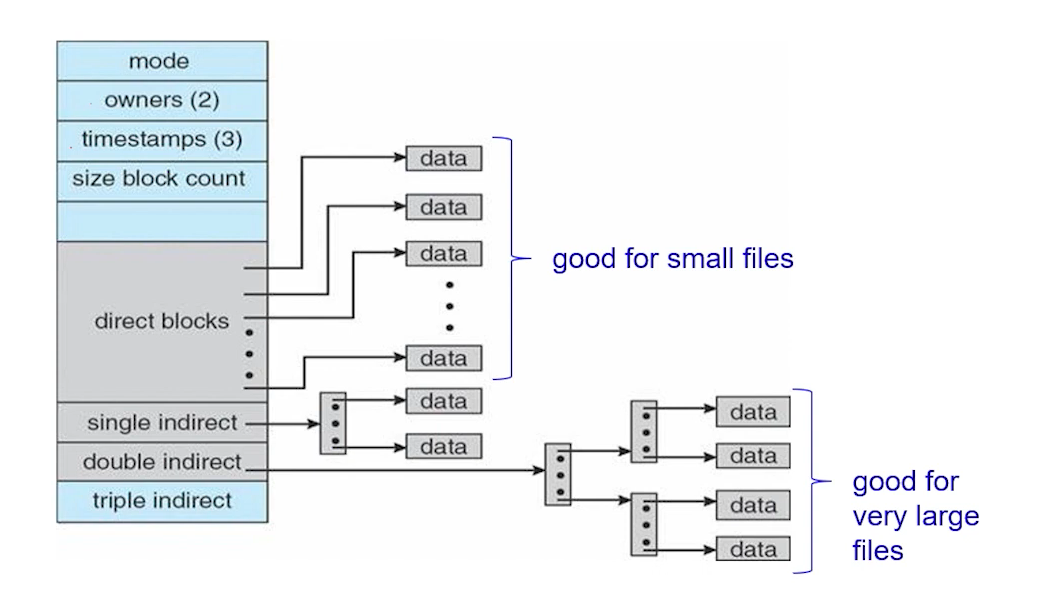 mode
owners (2)
timestamps (3)
size block count
direct blocks
single indirect
double indirect
triple indirect
data
data
data
data
data
data
good for small files
data
data
data
data
good for
very large
files